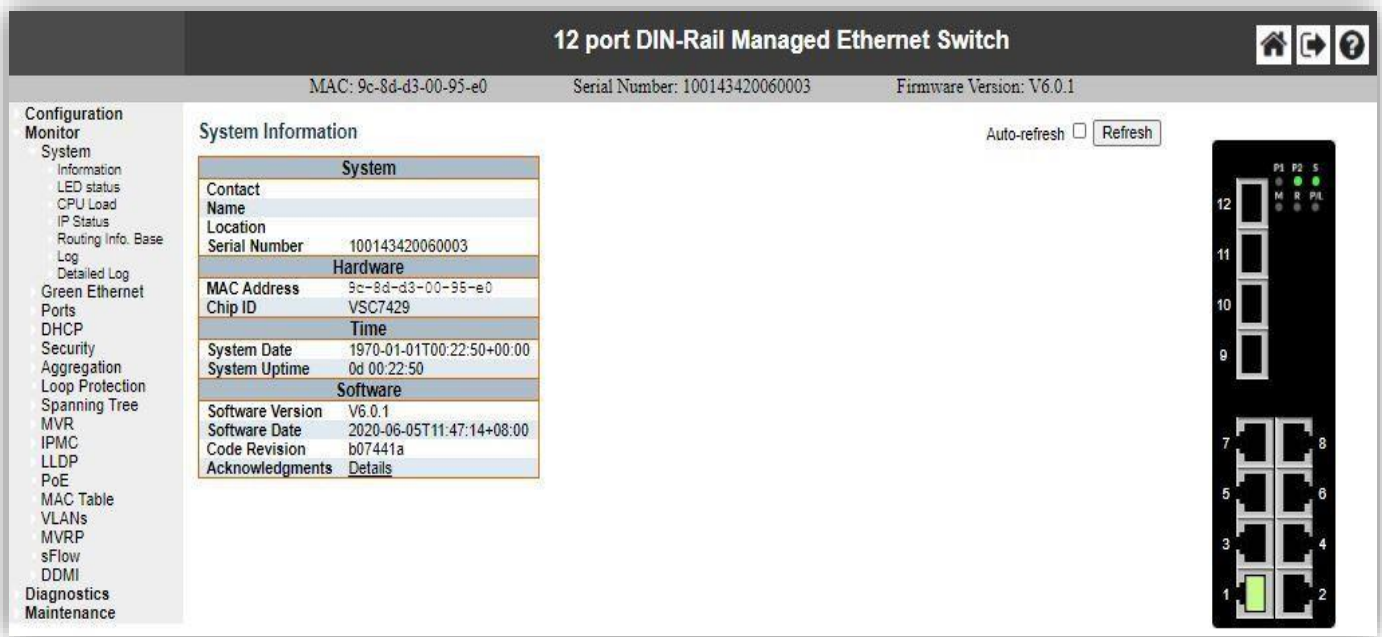 12 port DIN-Rail Managed Ethernet Switch
MAC: 9c-8d-d3-00-95-e0 Serial Number: 100143420060003 Firmware Version: V6.0.1
Configuration
Monitor
System
Information
LED status
CPU Load
IP Status
Routing Info. Base
Log
Detailed Log
Green Ethernet
Ports
DHCP
Security
Aggregation
Loop Protection
Spanning Tree
MVR
IPMC
LLDP
PoE
MAC Table
VLANs
MVRP
sFlow
DDMI
Diagnostics
Maintenance
System Information
Auto-refresh Refresh
System
Contact
Name
Location
Serial Number 100143420060003
Hardware
MAC Address 9c-8d-d3-00-95-e0
Chip ID VSC7429
Time
System Date 1970-01-01T00:22:50+00:00
System Uptime 0d 00:22:50
Software
Software Version V6.0.1
Software Date 2020-06-05T11:47:14+08:00
Code Revision b07441a
Acknowledgments Details
P1 P2 S
M R P/L
12
11
10
9
7 8
5 6
3 4
1 2